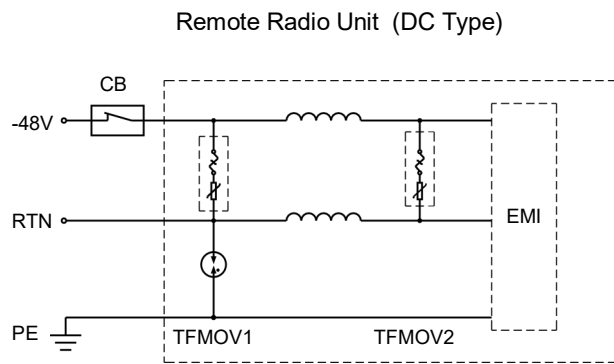 Remote Radio Unit (DC Type)
CB
-48V
RTN
EMI
PE
TFMOV1
TFMOV2